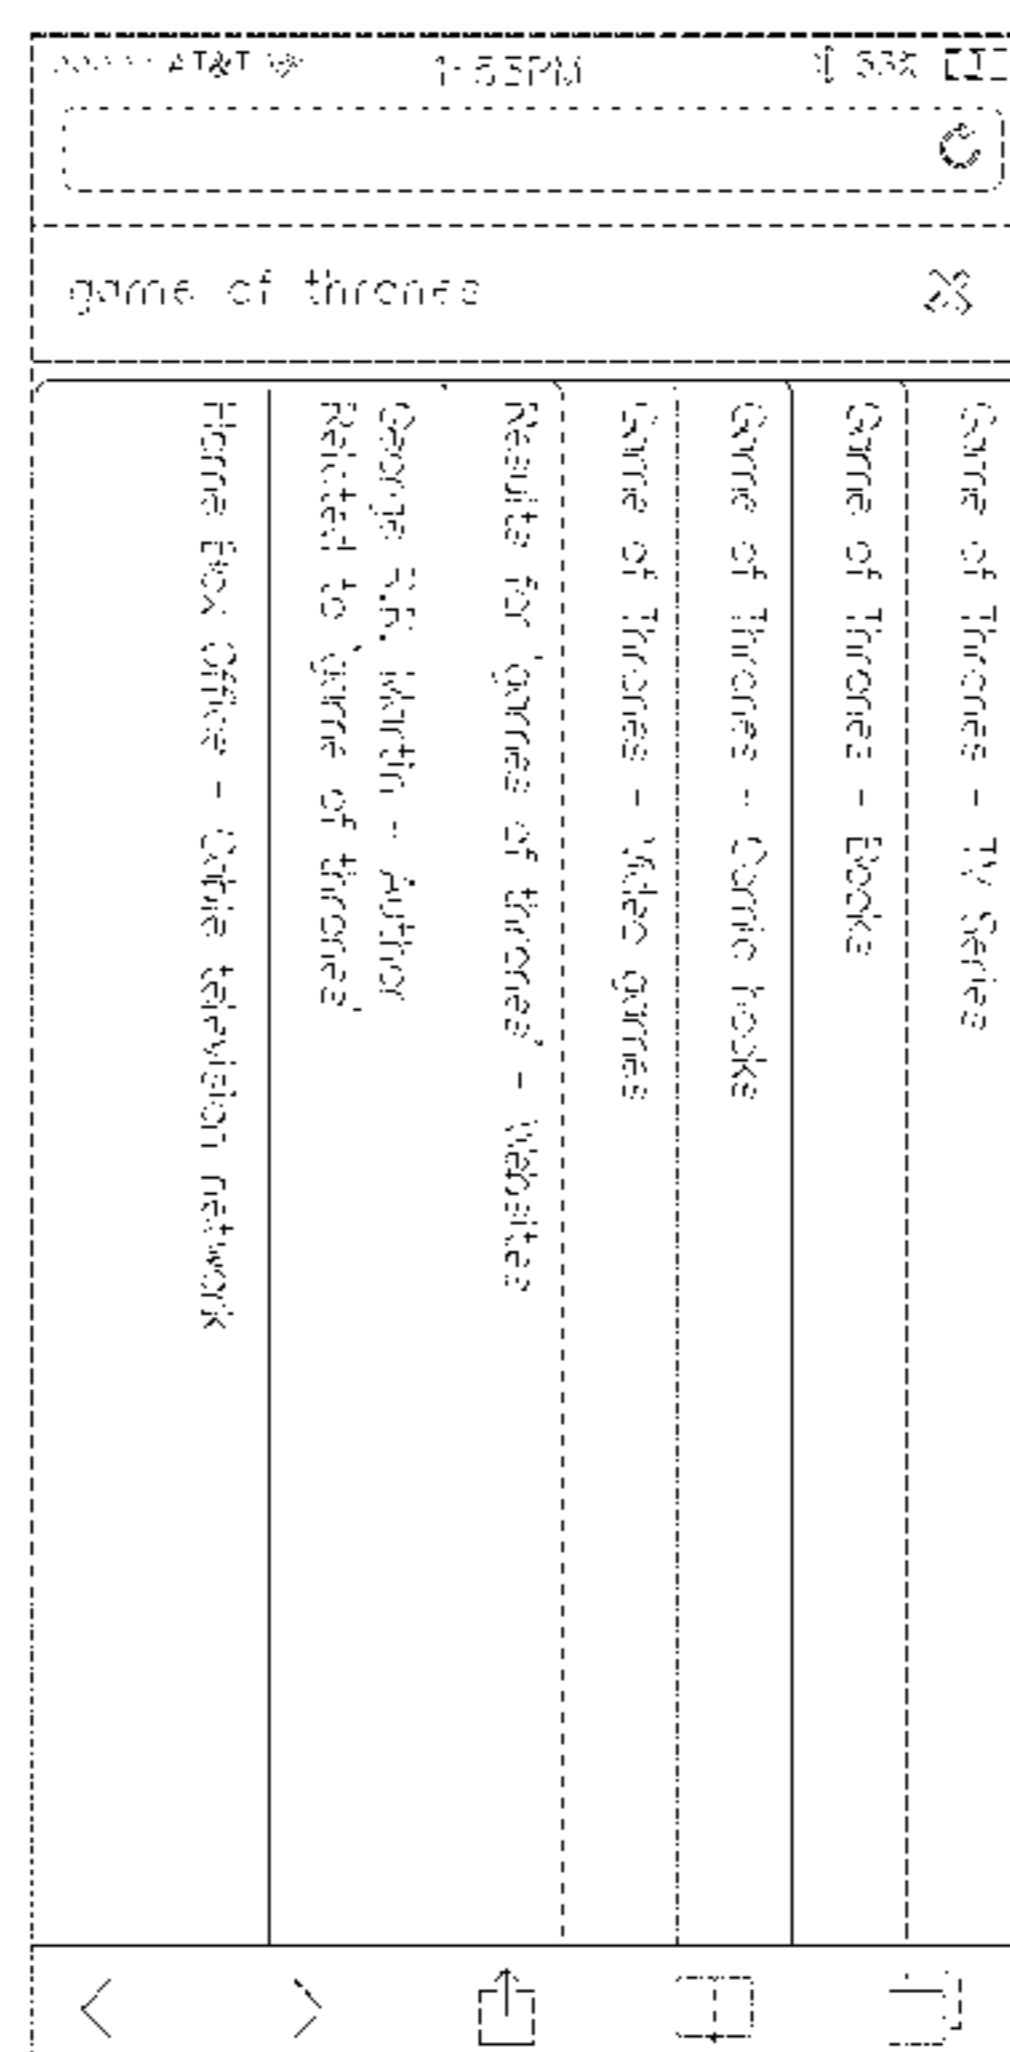 AT&T 1:53PM
game of thrones
Game of Thrones - TV Series
Game of Thrones - Books
Game of Thrones - Comic books
Game of Thrones - Video games
Results for 'games of thrones' - Websites
George R.R. Martin - Author
Related to 'game of thrones'
Home Box Office - Cable television network